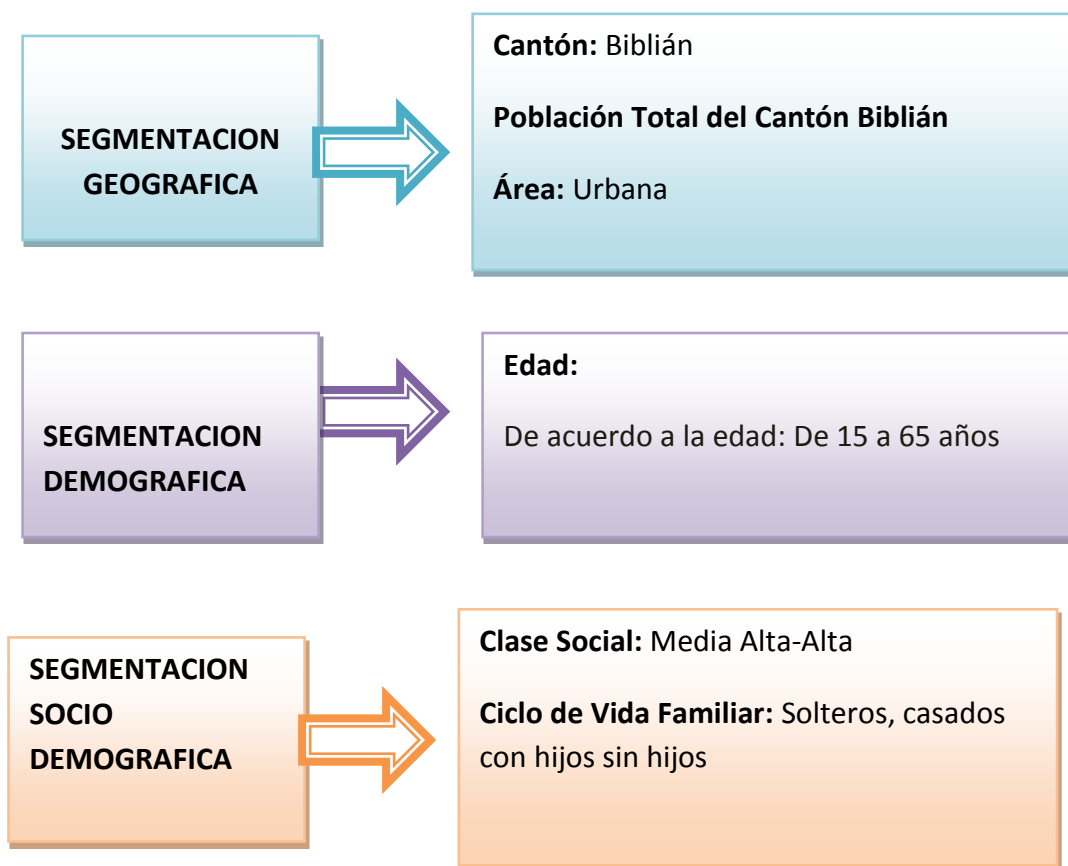 SEGMENTACION
GEOGRAFICA
Cantón: Biblián
Población Total del Cantón Biblián
Área: Urbana
SEGMENTACION
DEMOGRAFICA
Edad:
De acuerdo a la edad: De 15 a 65 años
SEGMENTACION
SOCIO
DEMOGRAFICA
Clase Social: Media Alta-Alta
Ciclo de Vida Familiar: Solteros, casados
con hijos sin hijos